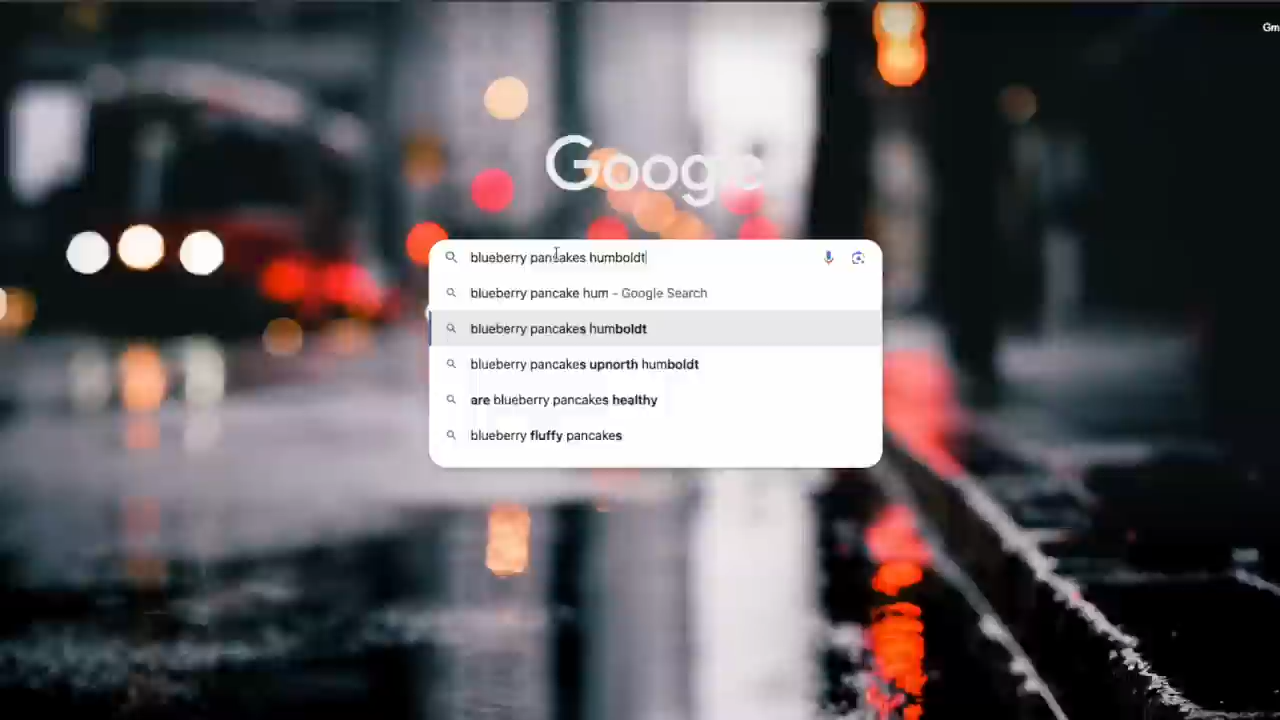 Gm
Google
blueberry pancakes humboldt
blueberry pancake hum - Google Search
blueberry pancakes humboldt
blueberry pancakes upnorth humboldt
are blueberry pancakes healthy
blueberry fluffy pancakes